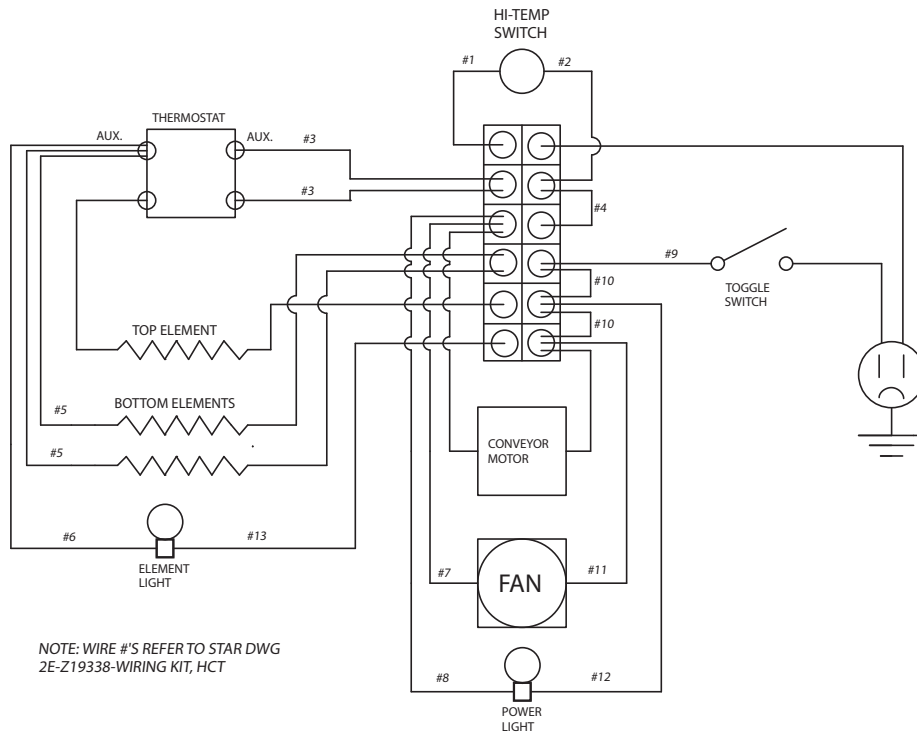 HI-TEMP
SWITCH
#1
#2
THERMOSTAT
AUX.
AUX.
#3
#3
#4
#9
#10
TOGGLE
SWITCH
#10
TOP ELEMENT
BOTTOM ELEMENTS
#5
#5
CONVEYOR
MOTOR
#6
#13
ELEMENT
LIGHT
#7
FAN
#11
NOTE: WIRE #'S REFER TO STAR DWG
2E-Z19338-WIRING KIT, HCT
#8
#12
POWER
LIGHT